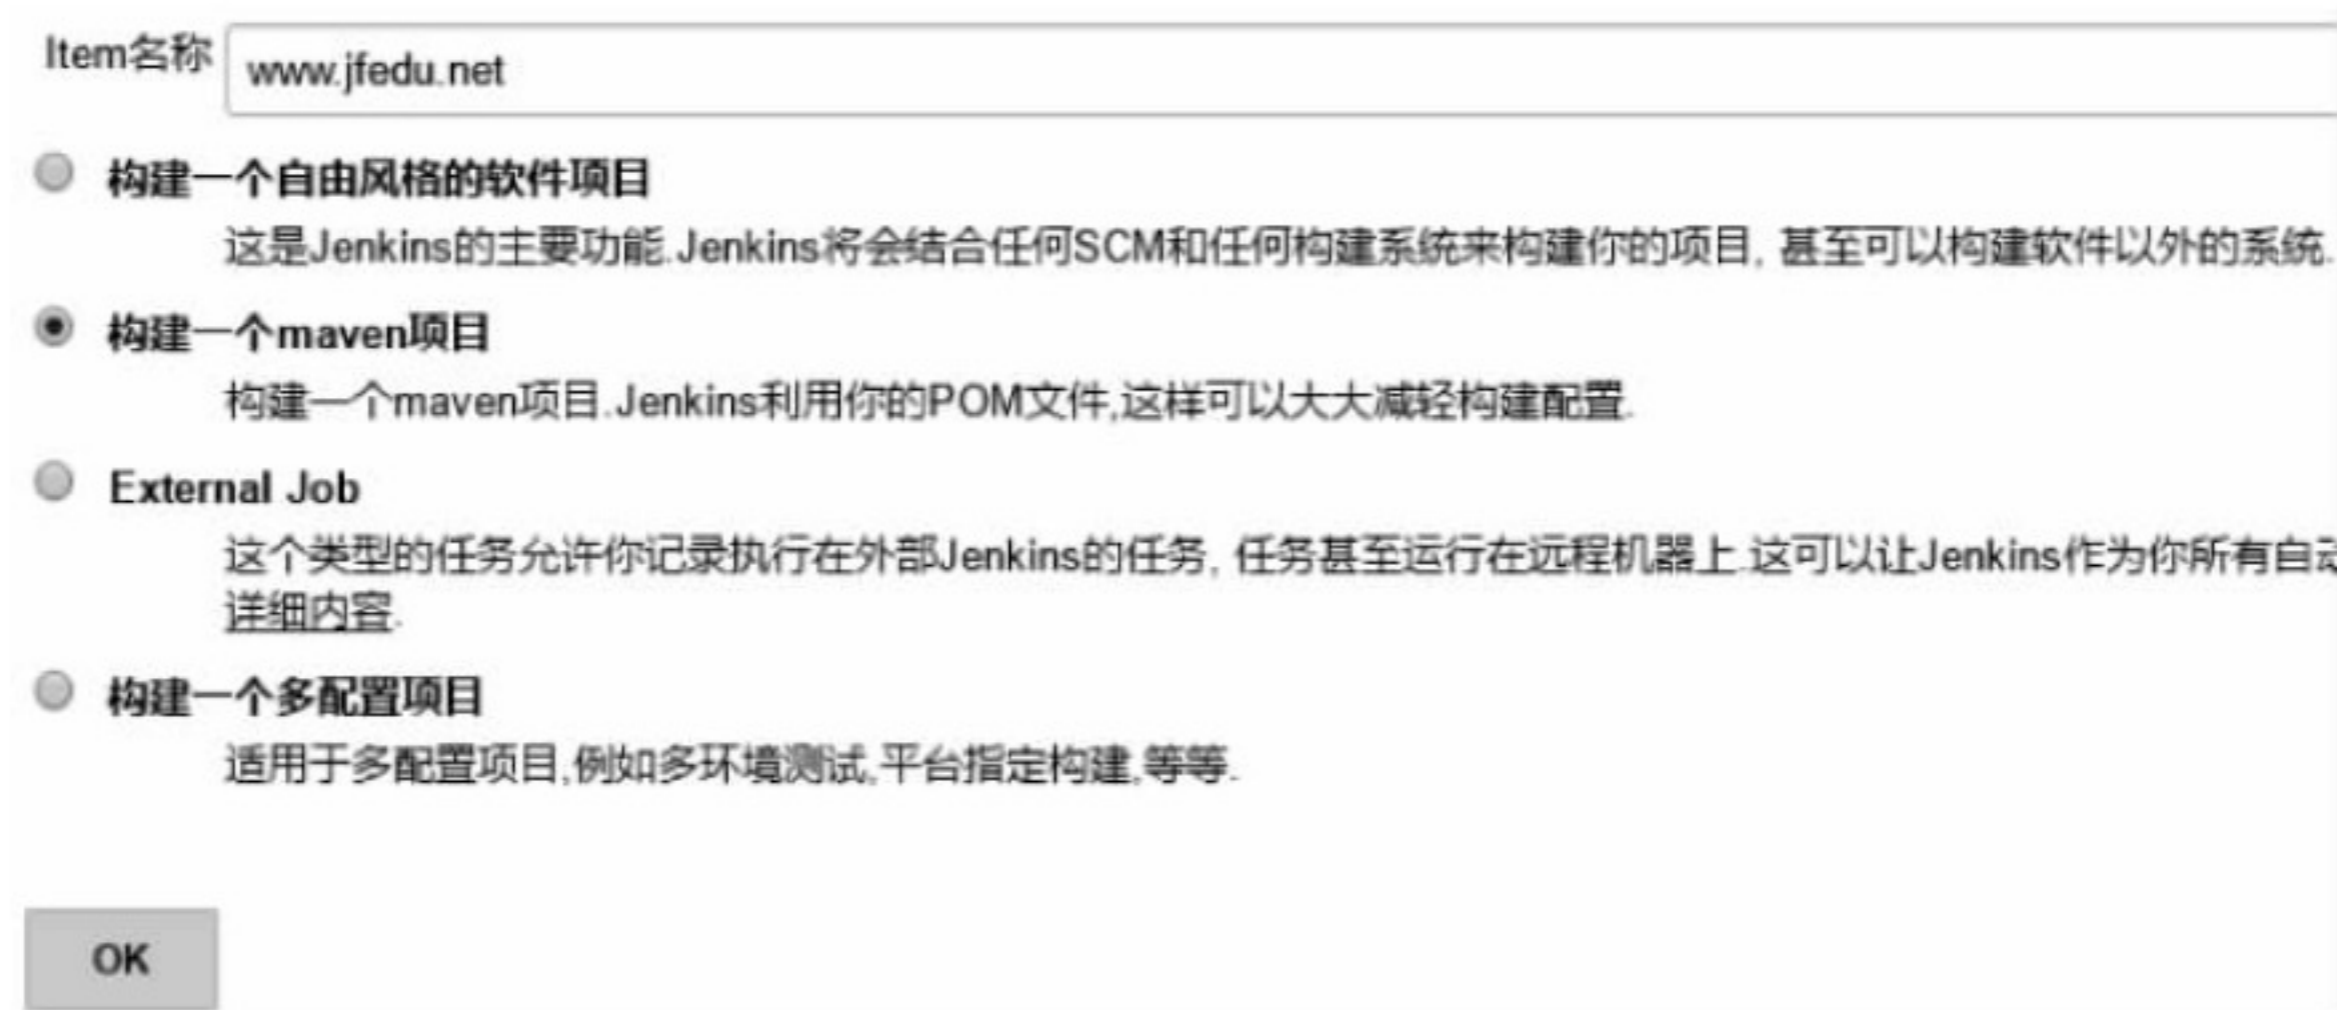 Item名称
www.jfedu.net
构建一个自由风格的软件项目
这是Jenkins的主要功能.Jenkins将会结合任何SCM和任何构建系统来构建你的项目, 甚至可以构建软件以外的系统.
构建一个maven项目
构建一个maven项目.Jenkins利用你的POM文件,这样可以大大减轻构建配置.
External Job
这个类型的任务允许你记录执行在外部Jenkins的任务, 任务甚至运行在远程机器上.这可以让Jenkins作为你所有自动
详细内容.
构建一个多配置项目
适用于多配置项目,例如多环境测试,平台指定构建,等等.
OK